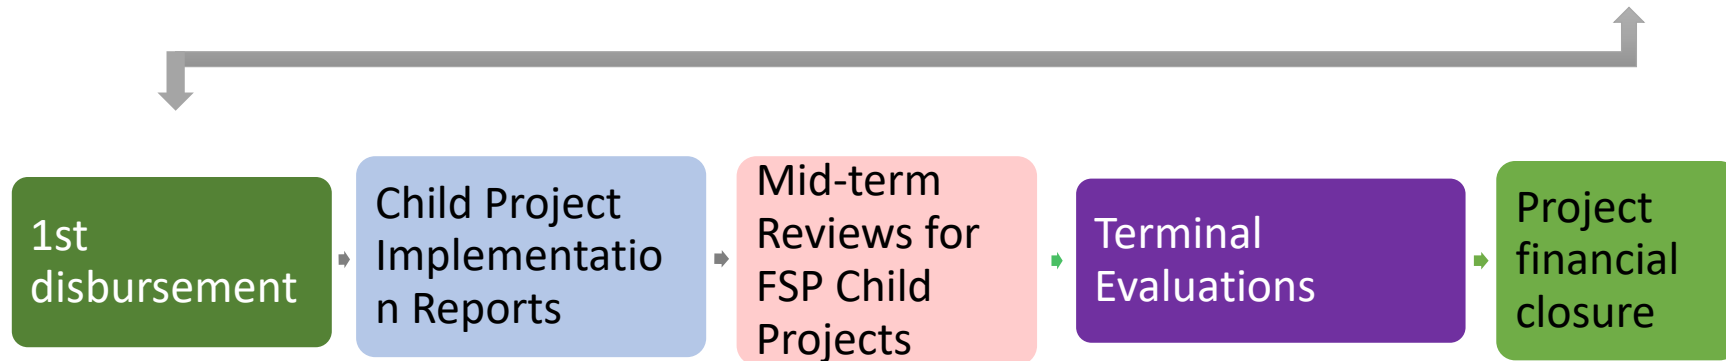 1st
disbursement
Child Project
Implementatio
n Reports
Mid-term
Reviews for
FSP Child
Projects
Terminal
Evaluations
Project
financial
closure